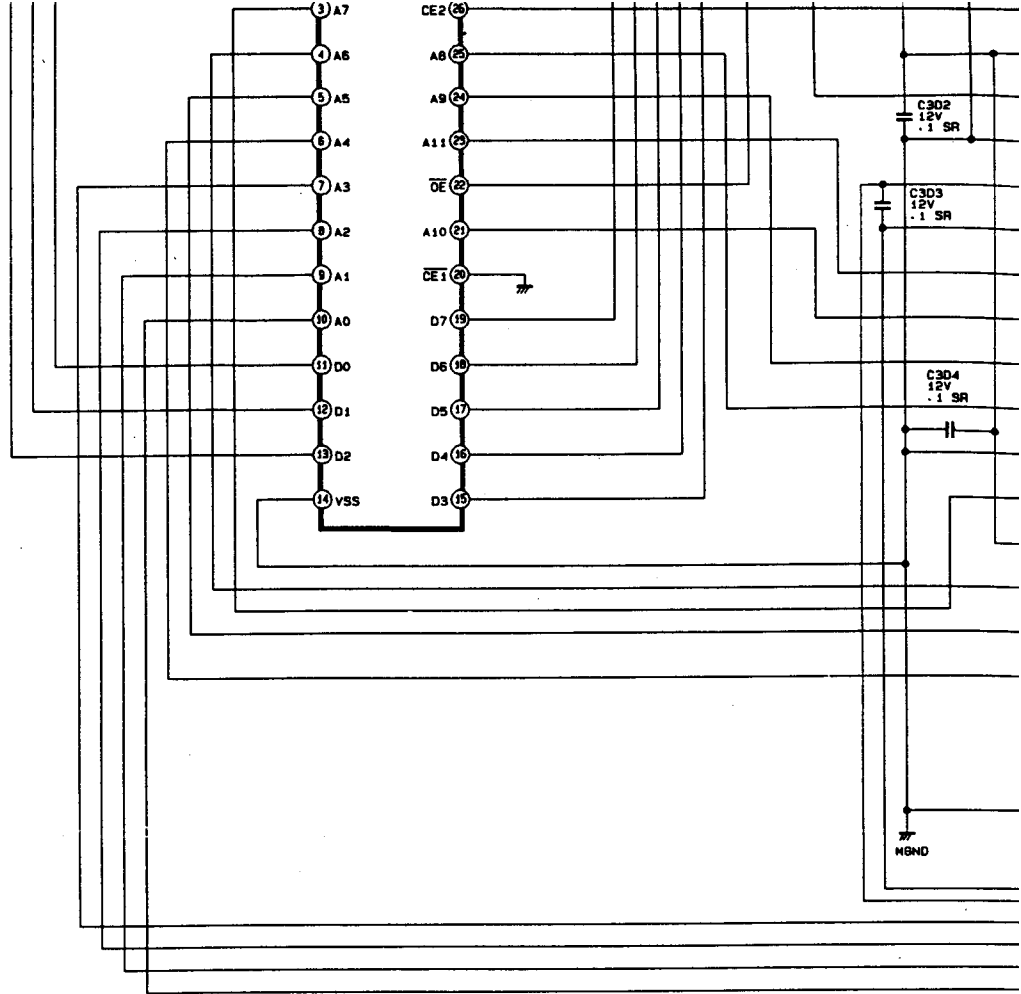 3 A7 CE2 26
4 A6 A8 25
5 A5 A9 24
6 A4 A11 23
7 A3 OE 22
8 A2 A10 21
9 A1 CE1 20
10 A0 D7 19
11 D0 D6 18
12 D1 D5 17
13 D2 D4 16
14 VSS D3 15
C3D2
12V
.1 SR
C3D3
12V
.1 SR
C3D4
12V
.1 SR
MGND